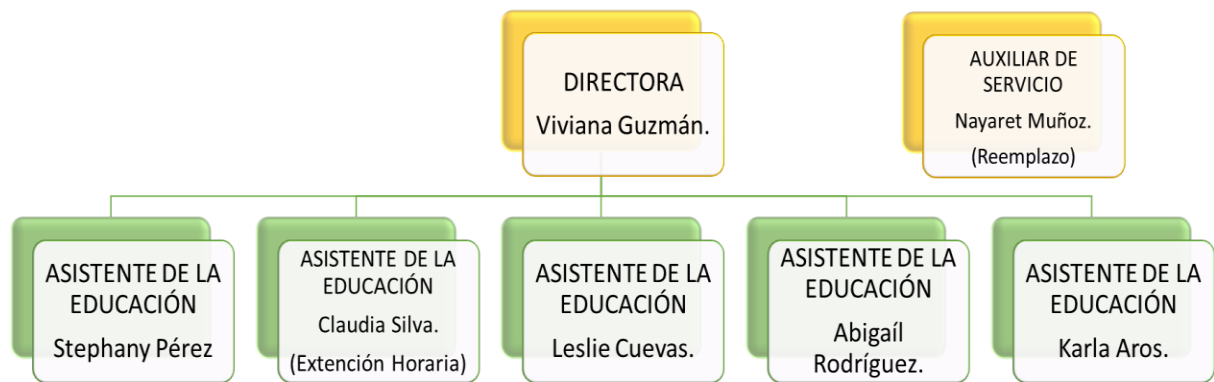 DIRECTORA
Viviana Guzmán.
AUXILIAR DE
SERVICIO
Nayaret Muñoz.
(Reemplazo)
ASISTENTE DE LA
EDUCACIÓN
Stephany Pérez
ASISTENTE DE LA
EDUCACIÓN
Claudia Silva.
(Extención Horaria)
ASISTENTE DE LA
EDUCACIÓN
Leslie Cuevas.
ASISTENTE DE LA
EDUCACIÓN
Abigaíl
Rodríguez.
ASISTENTE DE LA
EDUCACIÓN
Karla Aros.